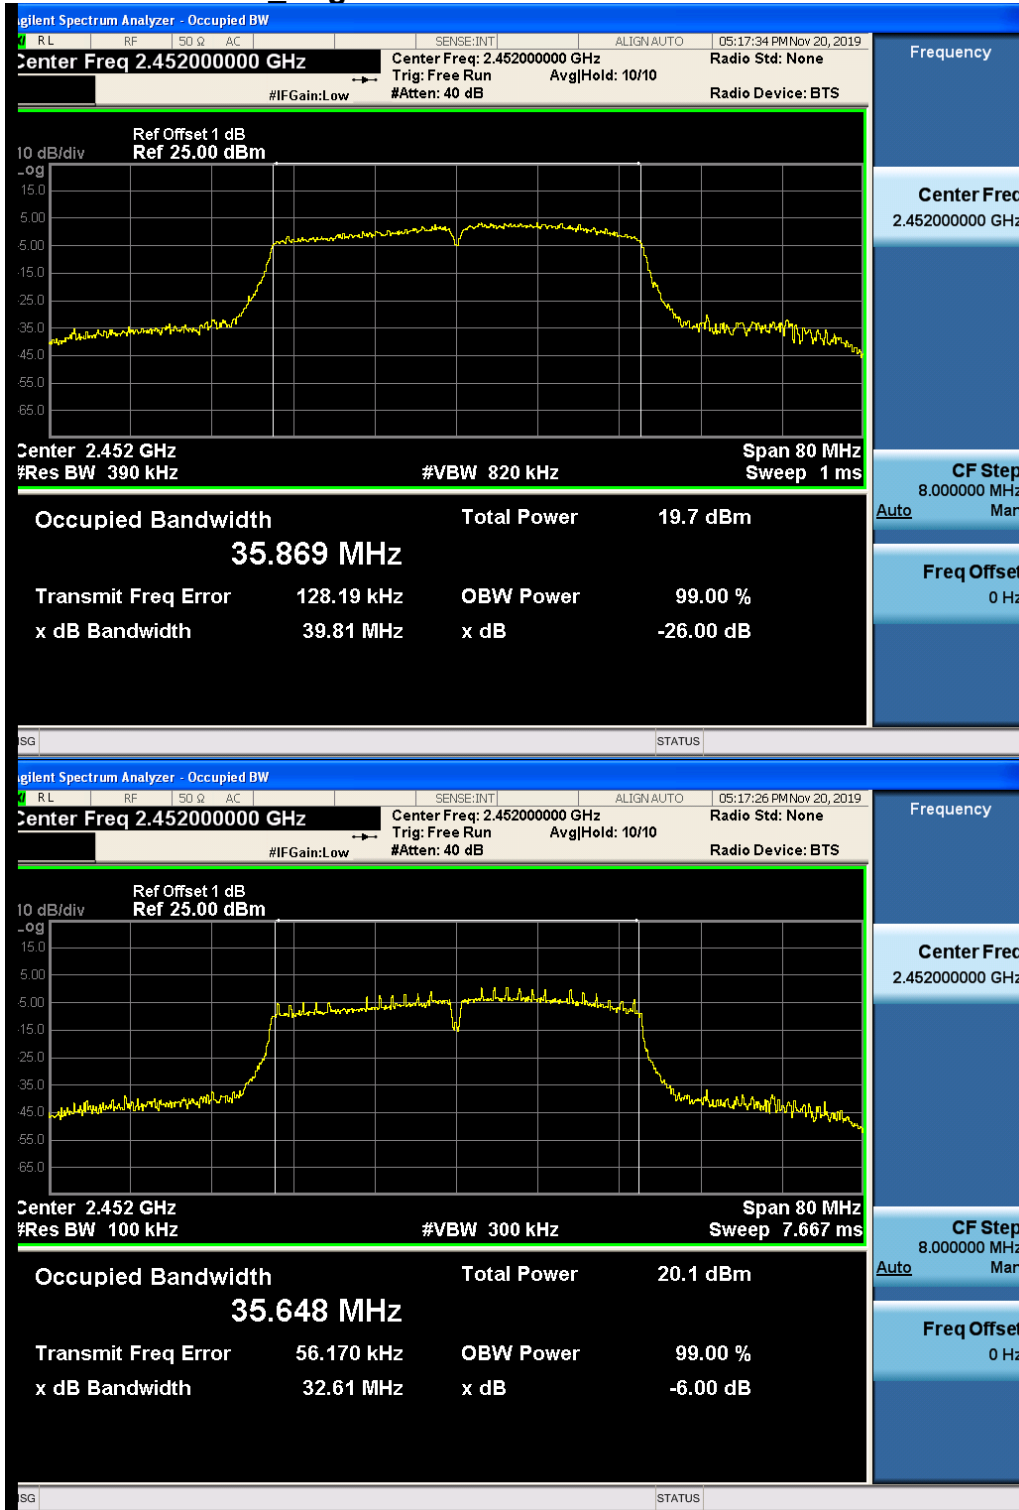 Agilent Spectrum Analyzer - Occupied BW
RL RF 50 Ω AC SENSE:INT ALIGN AUTO 05:17:34 PM Nov 20, 2019
Center Freq 2.452000000 GHz
Center Freq: 2.452000000 GHz Radio Std: None
Trig: Free Run Avg|Hold: 10/10
#IFGain:Low #Atten: 40 dB Radio Device: BTS
Frequency
Ref Offset 1 dB
10 dB/div Ref 25.00 dBm
Log
15.0
5.00
-5.00
-15.0
-25.0
-35.0
-45.0
-55.0
-65.0
Center 2.452 GHz Span 80 MHz
#Res BW 390 kHz #VBW 820 kHz Sweep 1 ms
Occupied Bandwidth Total Power 19.7 dBm
35.869 MHz
Transmit Freq Error 128.19 kHz OBW Power 99.00 %
x dB Bandwidth 39.81 MHz x dB -26.00 dB
Center Freq
2.452000000 GHz
CF Step
8.000000 MHz
Auto Man
Freq Offset
0 Hz
MSG STATUS
Agilent Spectrum Analyzer - Occupied BW
RL RF 50 Ω AC SENSE:INT ALIGN AUTO 05:17:26 PM Nov 20, 2019
Center Freq 2.452000000 GHz
Center Freq: 2.452000000 GHz Radio Std: None
Trig: Free Run Avg|Hold: 10/10
#IFGain:Low #Atten: 40 dB Radio Device: BTS
Frequency
Ref Offset 1 dB
10 dB/div Ref 25.00 dBm
Log
15.0
5.00
-5.00
-15.0
-25.0
-35.0
-45.0
-55.0
-65.0
Center 2.452 GHz Span 80 MHz
#Res BW 100 kHz #VBW 300 kHz Sweep 7.667 ms
Occupied Bandwidth Total Power 20.1 dBm
35.648 MHz
Transmit Freq Error 56.170 kHz OBW Power 99.00 %
x dB Bandwidth 32.61 MHz x dB -6.00 dB
Center Freq
2.452000000 GHz
CF Step
8.000000 MHz
Auto Man
Freq Offset
0 Hz
MSG STATUS